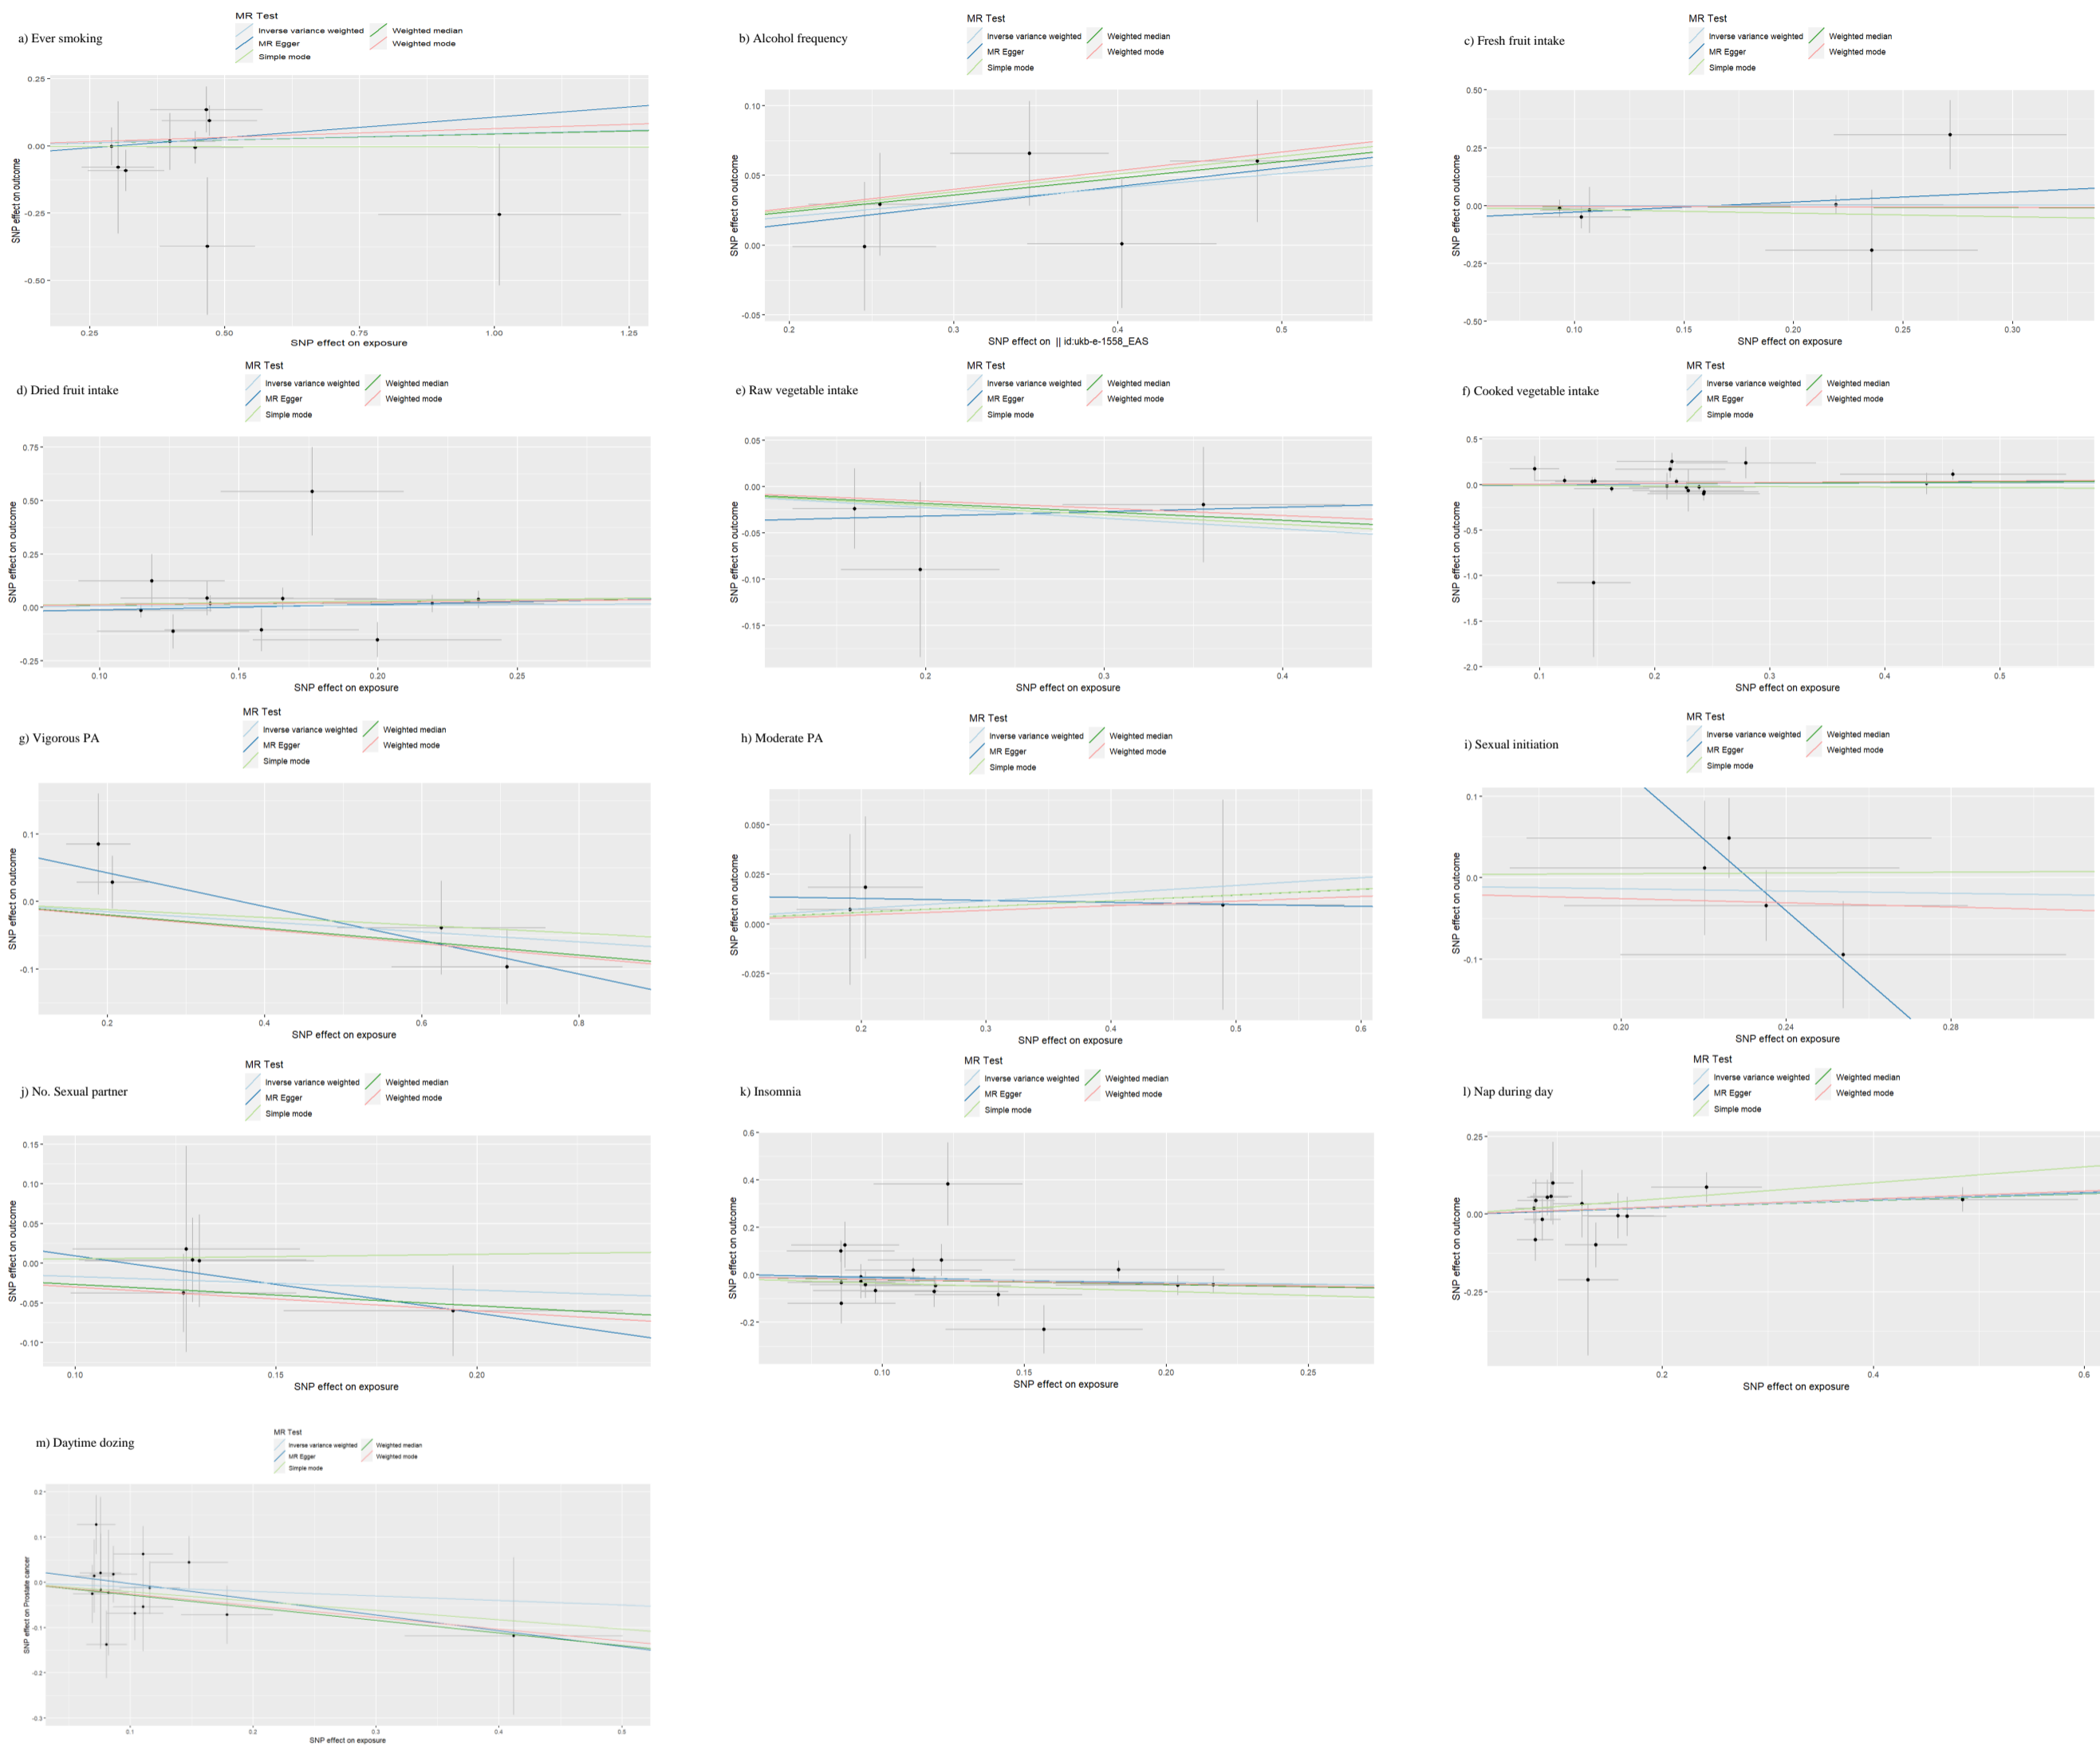 a) Ever smoking
MR Test
Inverse variance weighted
Weighted median
MR Egger
Weighted mode
Simple mode
SNP effect on outcome
0.25
0.00
-0.25
-0.50
0.25
0.50
0.75
1.00
1.25
SNP effect on exposure
b) Alcohol frequency
MR Test
Inverse variance weighted
Weighted median
MR Egger
Weighted mode
Simple mode
SNP effect on outcome
0.10
0.05
0.00
-0.05
0.2
0.3
0.4
0.5
SNP effect on || id:ukb-e-1558_EAS
c) Fresh fruit intake
MR Test
Inverse variance weighted
Weighted median
MR Egger
Weighted mode
Simple mode
SNP effect on outcome
0.50
0.25
0.00
-0.25
-0.50
0.10
0.15
0.20
0.25
0.30
SNP effect on exposure
d) Dried fruit intake
MR Test
Inverse variance weighted
Weighted median
MR Egger
Weighted mode
Simple mode
SNP effect on outcome
0.75
0.50
0.25
0.00
-0.25
0.10
0.15
0.20
0.25
SNP effect on exposure
e) Raw vegetable intake
MR Test
Inverse variance weighted
Weighted median
MR Egger
Weighted mode
Simple mode
SNP effect on outcome
0.05
0.00
-0.05
-0.10
-0.15
0.2
0.3
0.4
SNP effect on exposure
f) Cooked vegetable intake
MR Test
Inverse variance weighted
Weighted median
MR Egger
Weighted mode
Simple mode
SNP effect on outcome
0.5
0.0
-0.5
-1.0
-1.5
-2.0
0.1
0.2
0.3
0.4
0.5
SNP effect on exposure
g) Vigorous PA
MR Test
Inverse variance weighted
Weighted median
MR Egger
Weighted mode
Simple mode
SNP effect on outcome
0.1
0.0
-0.1
0.2
0.4
0.6
0.8
SNP effect on exposure
h) Moderate PA
MR Test
Inverse variance weighted
Weighted median
MR Egger
Weighted mode
Simple mode
SNP effect on outcome
0.050
0.025
0.000
-0.025
0.2
0.3
0.4
0.5
0.6
SNP effect on exposure
i) Sexual initiation
MR Test
Inverse variance weighted
Weighted median
MR Egger
Weighted mode
Simple mode
SNP effect on outcome
0.1
0.0
-0.1
0.20
0.24
0.28
SNP effect on exposure
j) No. Sexual partner
MR Test
Inverse variance weighted
Weighted median
MR Egger
Weighted mode
Simple mode
SNP effect on outcome
0.15
0.10
0.05
0.00
-0.05
-0.10
0.10
0.15
0.20
SNP effect on exposure
k) Insomnia
MR Test
Inverse variance weighted
Weighted median
MR Egger
Weighted mode
Simple mode
SNP effect on outcome
0.6
0.4
0.2
0.0
-0.2
0.10
0.15
0.20
0.25
SNP effect on exposure
l) Nap during day
MR Test
Inverse variance weighted
Weighted median
MR Egger
Weighted mode
Simple mode
SNP effect on outcome
0.25
0.00
-0.25
0.2
0.4
0.6
SNP effect on exposure
m) Daytime dozing
MR Test
Inverse variance weighted
Weighted median
MR Egger
Weighted mode
Simple mode
SNP effect on Prostate cancer
0.2
0.1
0.0
-0.1
-0.2
-0.3
0.1
0.2
0.3
0.4
0.5
SNP effect on exposure